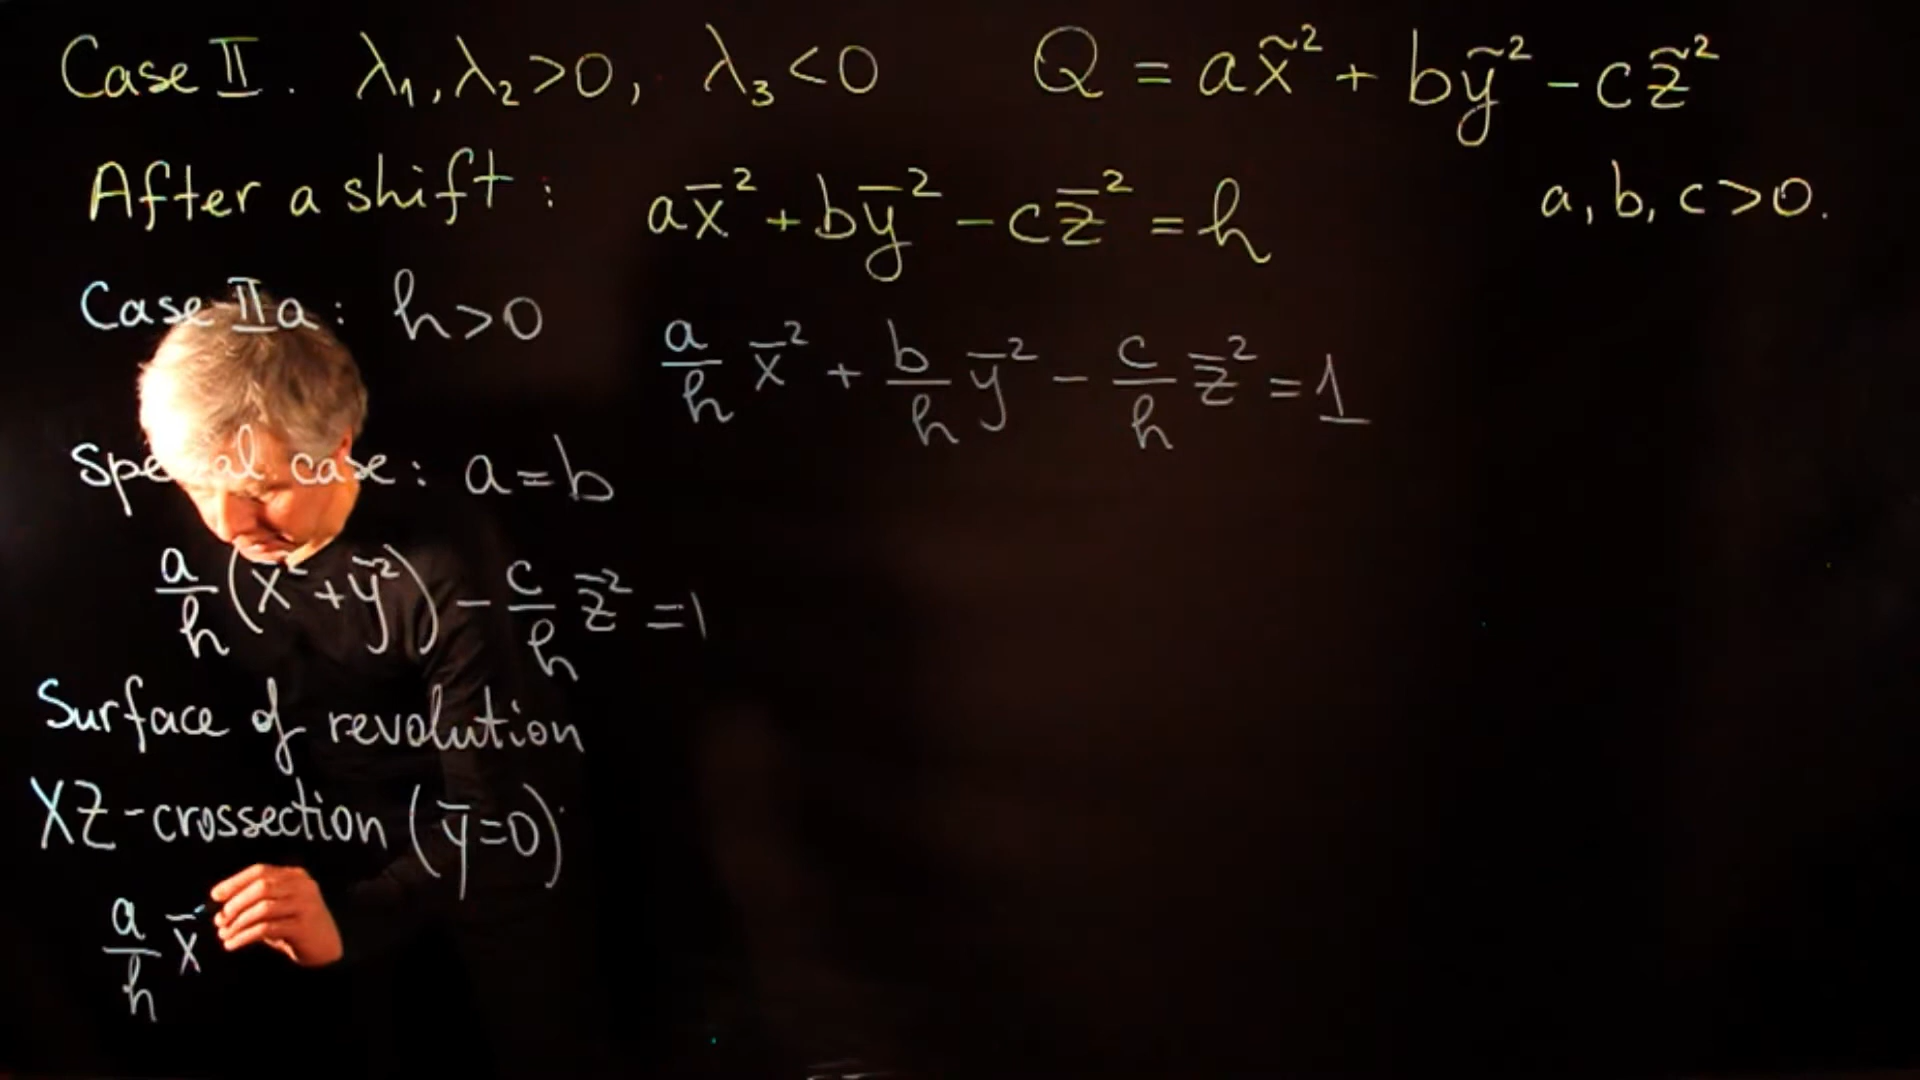 Case II. λ₁, λ₂ > 0, λ₃ < 0 Q = ax̃² + bỹ² - cz̃²
a, b, c > 0.
After a shift: ax̄² + bȳ² - cz̄² = h
Case IIa: h > 0 a/h x̄² + b/h ȳ² - c/h z̄² = 1
Special case: a = b
a/h (x̄² + ȳ²) - c/h z̄² = 1
Surface of revolution
XZ-crossection (ȳ = 0)
a/h x̄